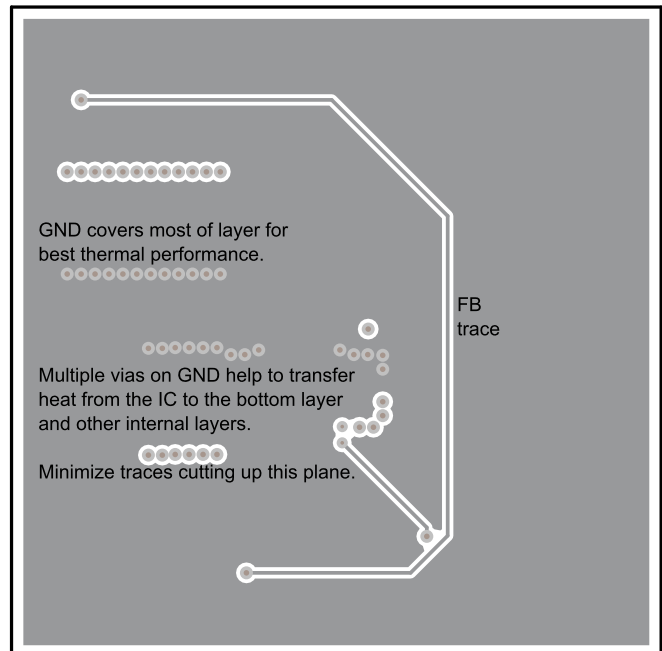 GND covers most of layer for
best thermal performance.
FB
trace
Multiple vias on GND help to transfer
heat from the IC to the bottom layer
and other internal layers.
Minimize traces cutting up this plane.